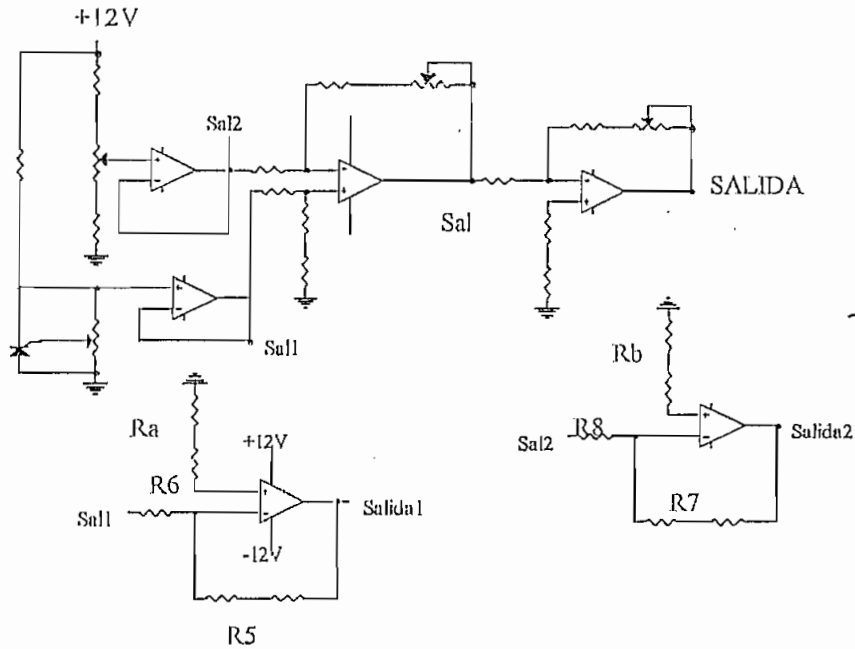 +12V
Sal2
SALIDA
Sal
Sal1
Rb
Ra
+12V
R8
Sal2
Salida2
R6
Sal1
Salida1
R7
-12V
R5